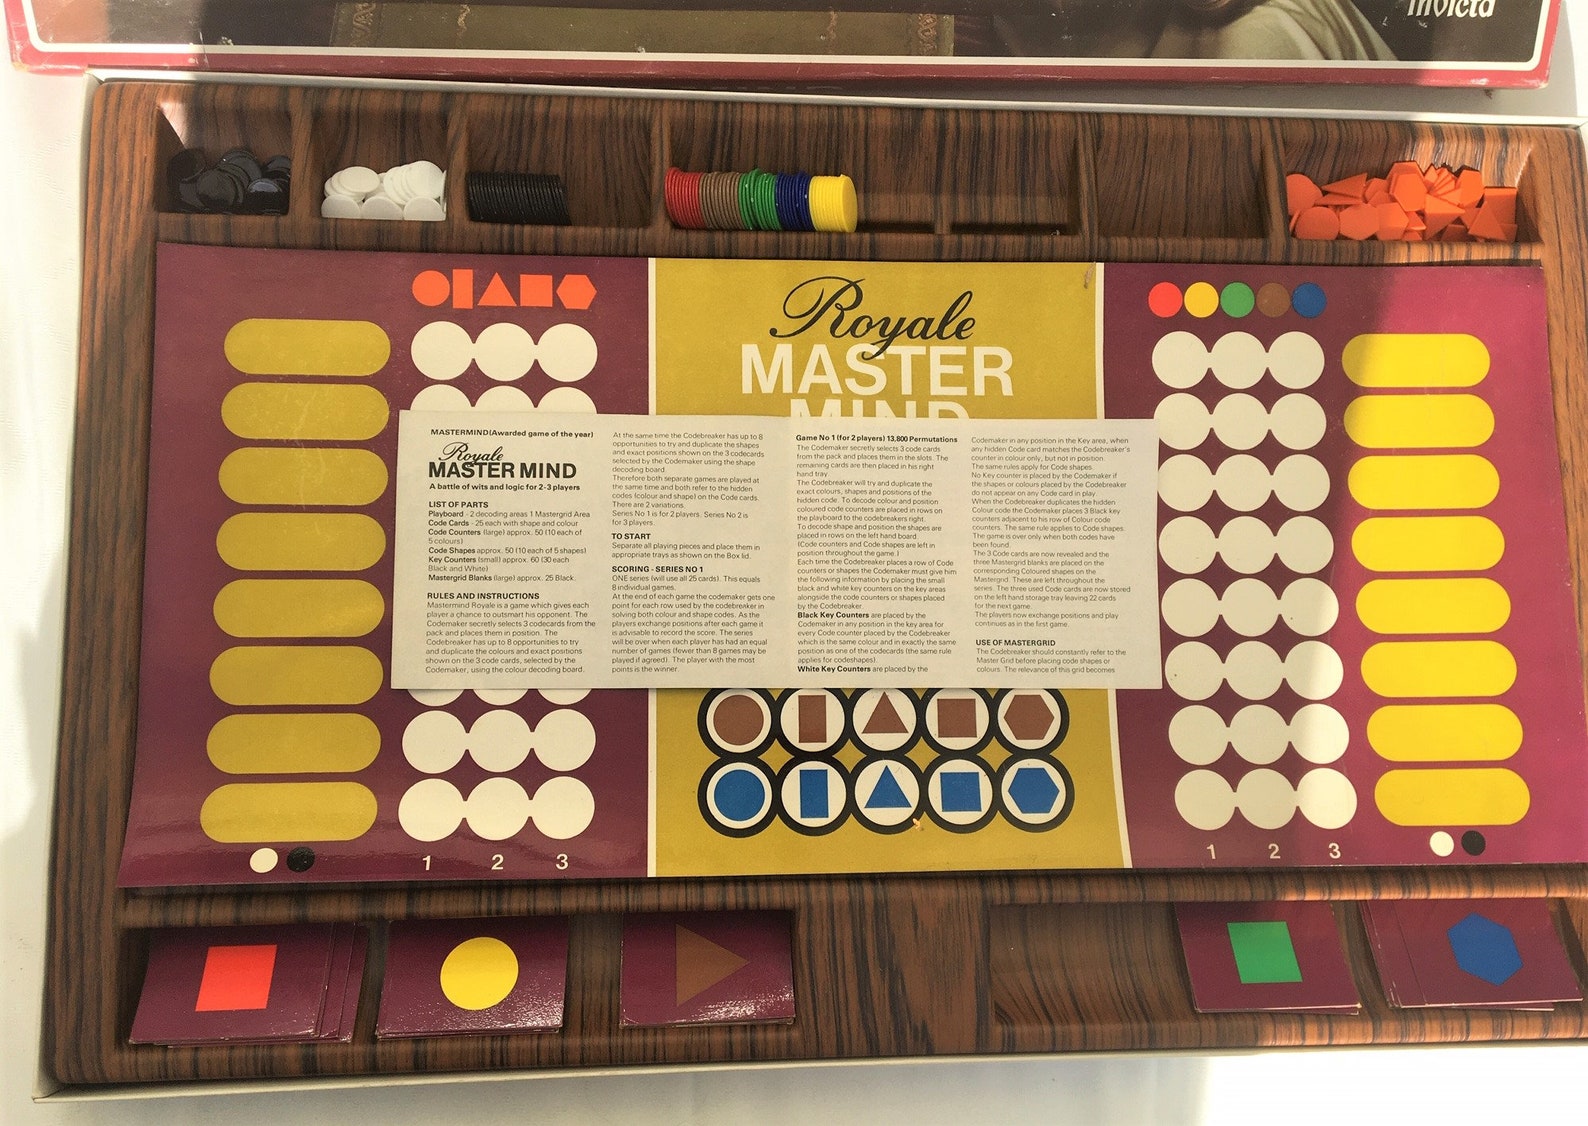 Invicta
Royale
MASTER
MIND
MASTERMIND (Awarded game of the year)
Royale
MASTER MIND
A battle of wits and logic for 2-3 players
LIST OF PARTS
Playboard - 2 decoding areas 1 Mastergrid Area
Code Cards - 25 each with shape and colour
Code Counters (large) approx. 50 (10 each of
5 colours)
Code Shapes approx. 50 (10 each of 5 shapes)
Key Counters (small) approx. 60 (30 each
Black and White)
Mastergrid Blanks (large) approx. 25 Black.
RULES AND INSTRUCTIONS
Mastermind Royale is a game which gives each
player a chance to outsmart his opponent. The
Codemaker secretly selects 3 codecards from the
pack and places them in position. The
Codebreaker has up to 8 opportunities to try
and duplicate the colours and exact positions
shown on the 3 code cards, selected by the
Codemaker, using the colour decoding board.
At the same time the Codebreaker has up to 8
opportunities to try and duplicate the shapes
and exact positions shown on the 3 codecards
selected by the Codemaker using the shape
decoding board.
Therefore both separate games are played at
the same time and both refer to the hidden
codes (colour and shape) on the Code cards.
There are 2 variations.
Series No 1 is for 2 players. Series No 2 is
for 3 players.
TO START
Separate all playing pieces and place them in
appropriate trays as shown on the Box lid.
SCORING - SERIES NO 1
ONE series (will use all 25 cards). This equals
8 individual games.
At the end of each game the codemaker gets one
point for each row used by the codebrenker in
solving both colour and shape codes. As the
players exchange positions after each game it
is advisable to record the score. The series
will be over when each player has had an equal
number of games (fewer than 8 games may be
played if agreed). The player with the most
points is the winner.
Game No 1 (for 2 players) 13,800 Permutations
The Codemaker secretly selects 3 code cards
from the pack and places them in the slots. The
remaining cards are then placed in his right
hand tray.
The Codebreaker will try and duplicate the
exact colours, shapes and positions of the
hidden code. To decode colour and position
coloured code counters are placed in rows on
the playboard to the codebreakers right.
To decode shape and position the shapes are
placed in rows on the left hand board.
(Code counters and Code shapes are left in
position throughout the game.)
Each time the Codebreaker places a row of Code
counters or shapes the Codemaker must give him
the following information by placing the small
black and white key counters on the key areas
alongside the code counters or shapes placed
by the Codebreaker.
Black Key Counters are placed by the
Codemaker in any position in the key area for
every Code counter placed by the Codebreaker
which is the same colour and in exactly the same
position as one of the codecards (the same rule
applies for codeshapes).
White Key Counters are placed by the
Codemaker in any position in the Key area, when
any hidden Code card matches the Codebreaker's
counter in colour only, but not in position.
The same rules apply for Code shapes.
No Key counter is placed by the Codemaker if
the shapes or colours placed by the Codebreaker
do not appear on any Code card in play.
When the Codebreaker duplicates the hidden
Colour code the Codemaker places 3 Black key
counters adjacent to his row of Colour code
counters. The same rule applies to Code shapes.
The game is over only when both codes have
been found.
The 3 Code cards are now revealed and the
three Mastergrid blanks are placed on the
corresponding Coloured shapes on the
Mastergrid. These are left throughout the
series. The three used Code cards are now stored
on the left hand storage tray leaving 22 cards
for the next game.
The players now exchange positions and play
continues as in the first game.
USE OF MASTERGRID
The Codebreaker should constantly refer to the
Master Grid before placing code shapes or
colours. The relevance of this grid becomes
1 2 3
1 2 3